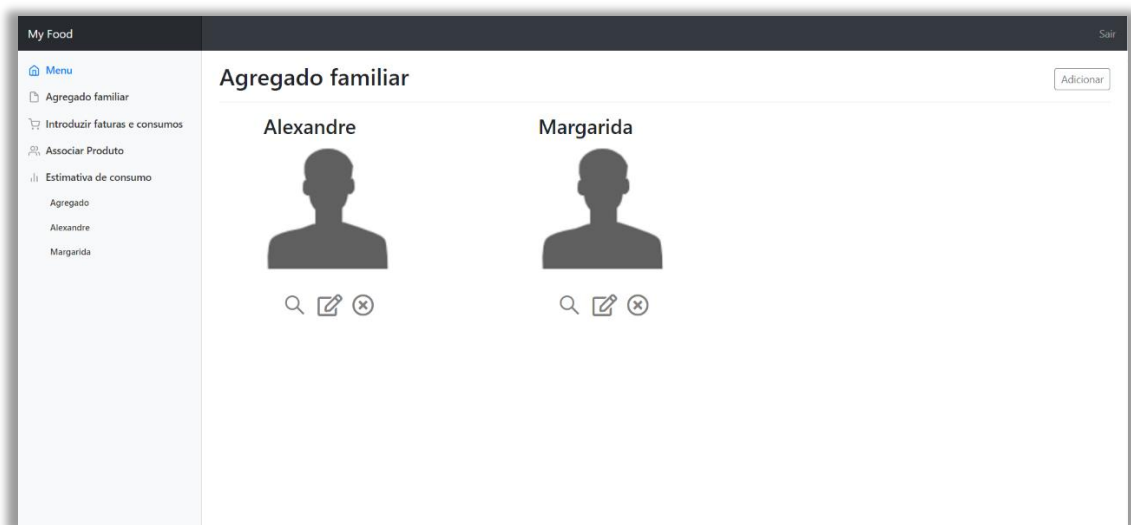 My Food
Sair
Menu
Agregado familiar
Introduzir faturas e consumos
Associar Produto
Estimativa de consumo
Agregado
Alexandre
Margarida
Agregado familiar
Adicionar
Alexandre
Margarida